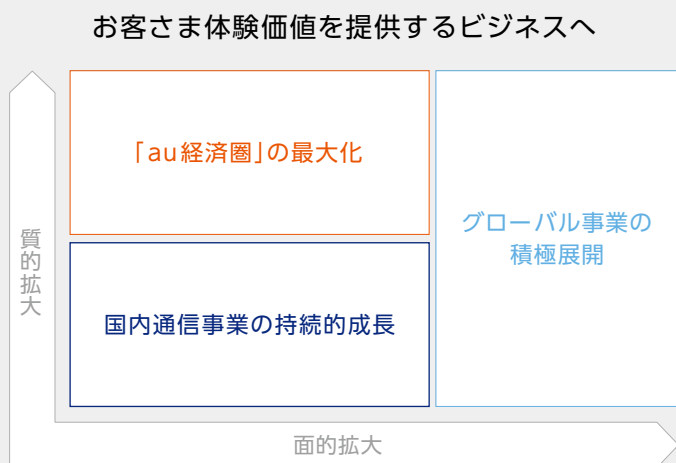 お客さま体験価値を提供するビジネスへ
「au経済圏」の最大化
グローバル事業の
積極展開
質的拡大
国内通信事業の持続的成長
面的拡大